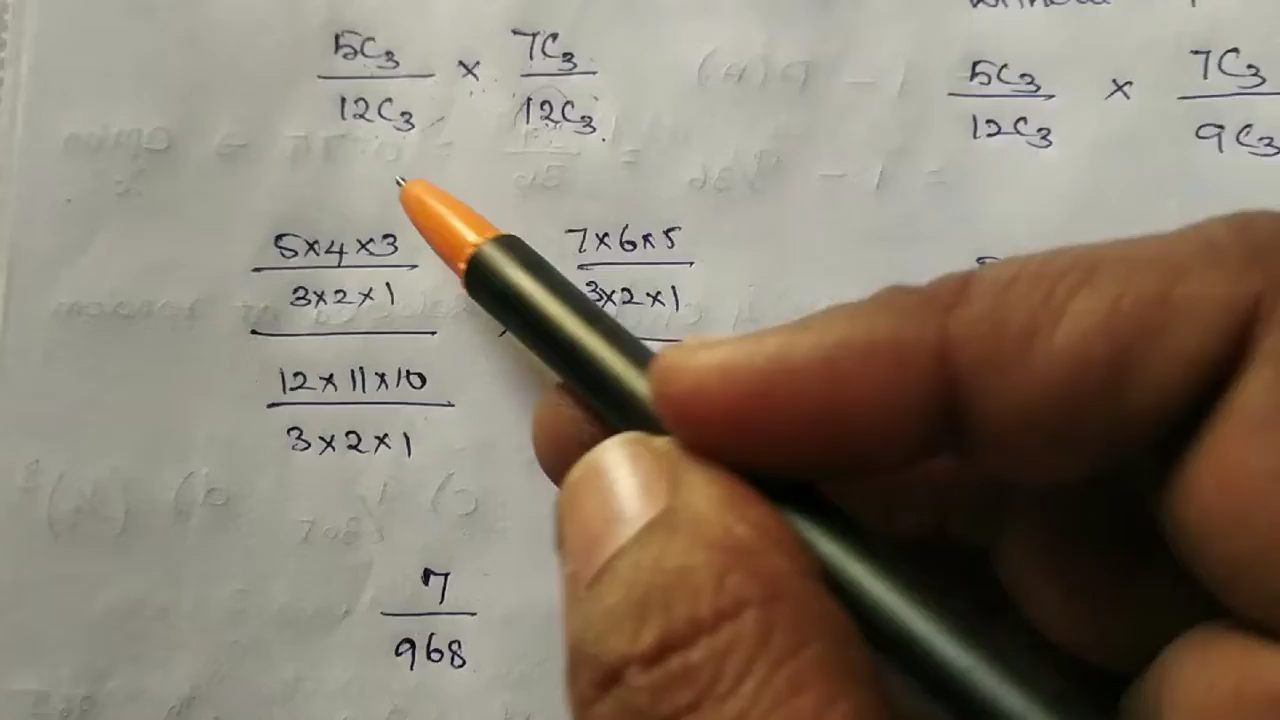 5C₃ × 7C₃
12C₃ 12C₃
5×4×3
3×2×1
12×11×10
3×2×1
7×6×5
3×2×1
7
968
5C₃ × 7C₃
12C₃ 9C₃